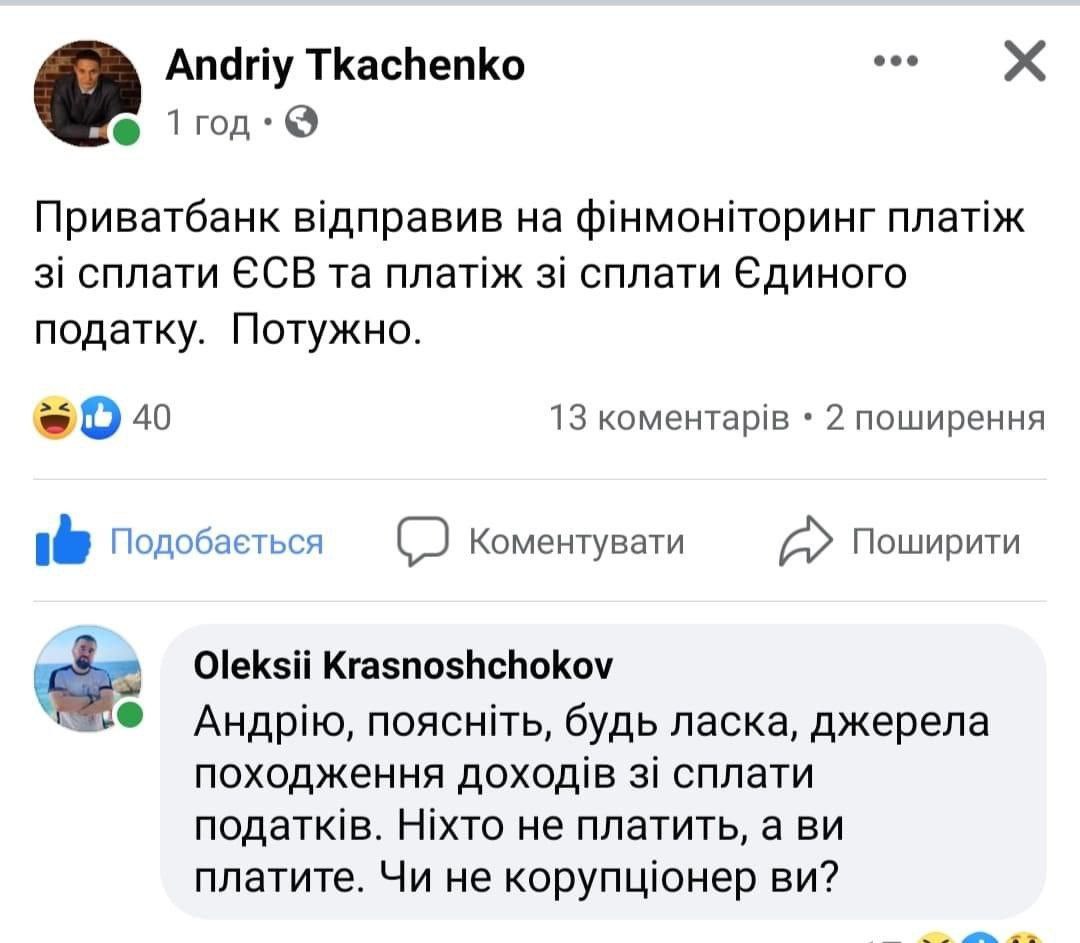 Andriy Tkachenko
1 год •
Приватбанк відправив на фінмоніторинг платіж
зі сплати ЄСВ та платіж зі сплати Єдиного
податку.  Потужно.
40 13 коментарів • 2 поширення
Подобається Коментувати Поширити
Oleksii Krasnoshchokov
Андрію, поясніть, будь ласка, джерела
походження доходів зі сплати
податків. Ніхто не платить, а ви
платите. Чи не корупціонер ви?